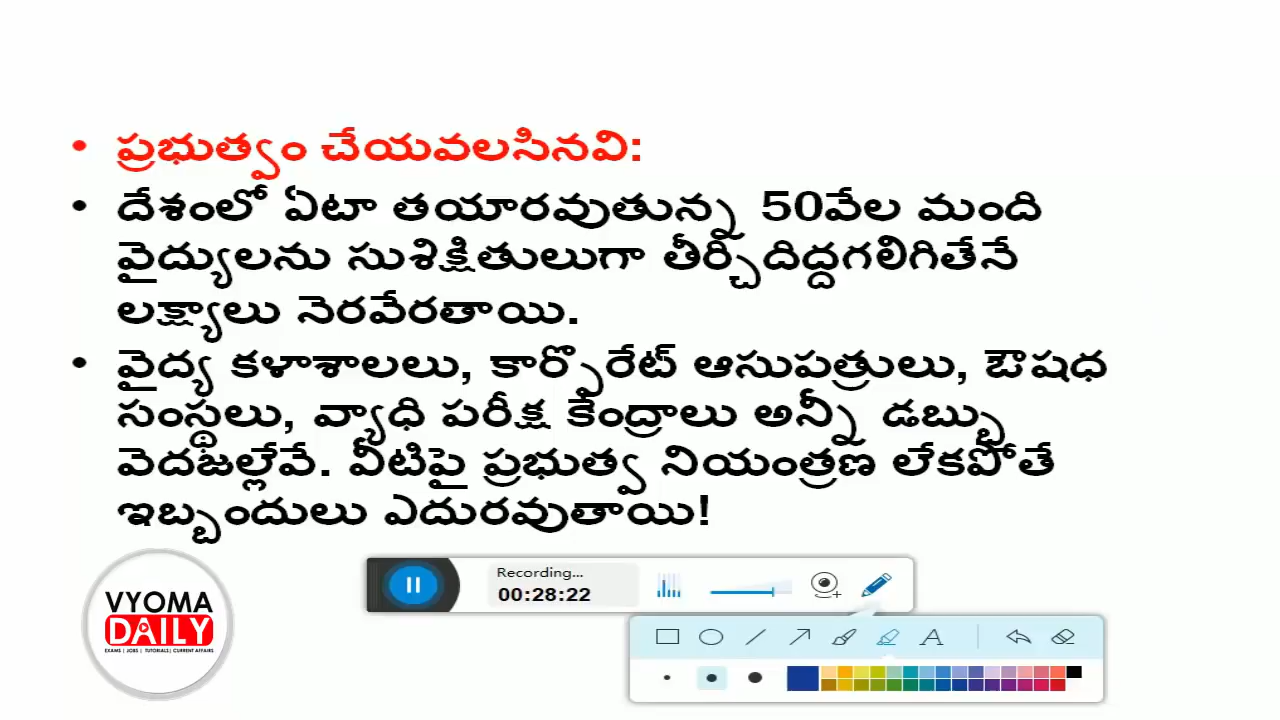 • ప్రభుత్వం చేయవలసినవి:
• దేశంలో ఏటా తయారవుతున్న 50వేల మంది
వైద్యులను సుశిక్షితులుగా తీర్చిదిద్దగలిగితేనే
లక్ష్యాలు నెరవేరతాయి.
• వైద్య కళాశాలలు, కార్పొరేట్ ఆసుపత్రులు, ఔషధ
సంస్థలు, వ్యాధి పరీక్ష కేంద్రాలు అన్నీ డబ్బు
వెదజల్లేవే. వీటిపై ప్రభుత్వ నియంత్రణ లేకపోతే
ఇబ్బందులు ఎదురవుతాయి!
Recording...
00:28:22
VYOMA
DAILY
EXAMS | JOBS | TUTORIALS| CURRENT AFFAIRS
A